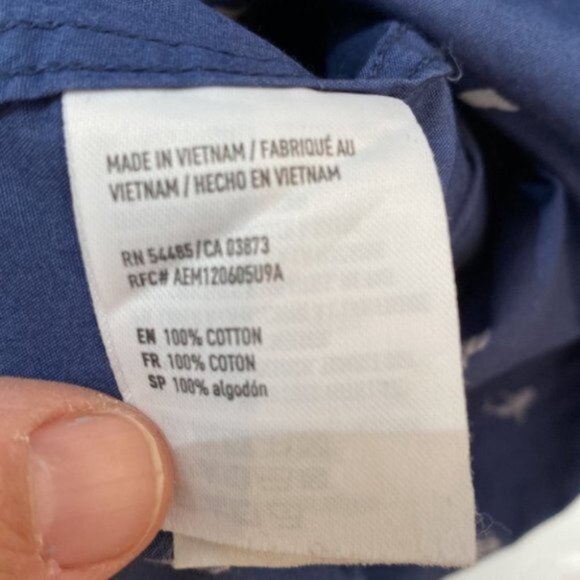 MADE IN VIETNAM / FABRIQUÉ AU
VIETNAM / HECHO EN VIETNAM
RN 54485/CA 03873
RFC# AEM120605U9A
EN 100% COTTON
FR 100% COTON
SP 100% algodón